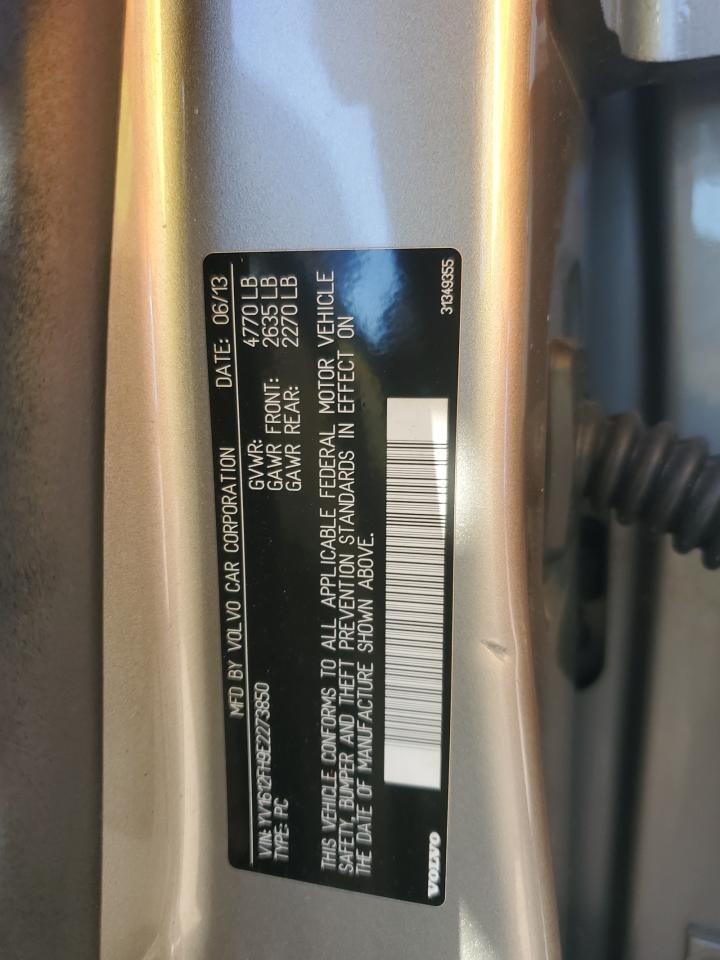 MFD BY VOLVO CAR CORPORATION DATE: 06/13
VIN: YV1612FH9E2273850 GVWR: 4770 LB
TYPE: PC GAWR FRONT: 2635 LB
GAWR REAR: 2270 LB
THIS VEHICLE CONFORMS TO ALL APPLICABLE FEDERAL MOTOR VEHICLE
SAFETY, BUMPER AND THEFT PREVENTION STANDARDS IN EFFECT ON
THE DATE OF MANUFACTURE SHOWN ABOVE.
VOLVO 31349355